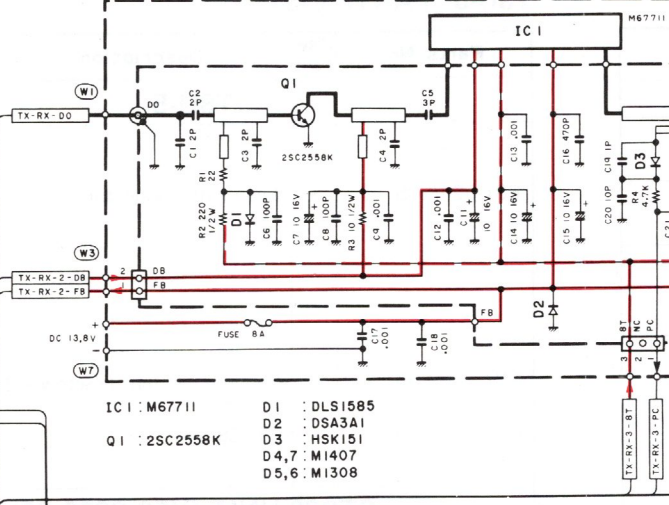 M67711
IC1
Q1
W1
C2
2P
C5
3P
DO
TX-RX-DO
C1 2P
C3 2P
2SC2558K
C4 2P
C13 .001
C16 470P
C19 1P
D3
R1
22
R4
4.7K
C20 10P
R2 220
1/2W
D1
C6 100P
C7 10 16V
C8 100P
R3 10 1/2W
C9 .001
C12 .001
C11 +
10 16V
C14 10 16V
+
C15 10 16V
+
C21
W3
TX-RX-2-DB
2
DB
TX-RX-2-FB
1
FB
+
DC 13.8V
-
FUSE 8A
C17
.001
C18
.001
FB
D2
8T
NC
PC
3
2
1
W7
IC1 : M67711
Q1 : 2SC2558K
D1 : DLS1585
D2 : DSA3A1
D3 : HSK151
D4,7 : M1407
D5,6 : M1308
TX-RX-3-8T
TX-RX-3-PC